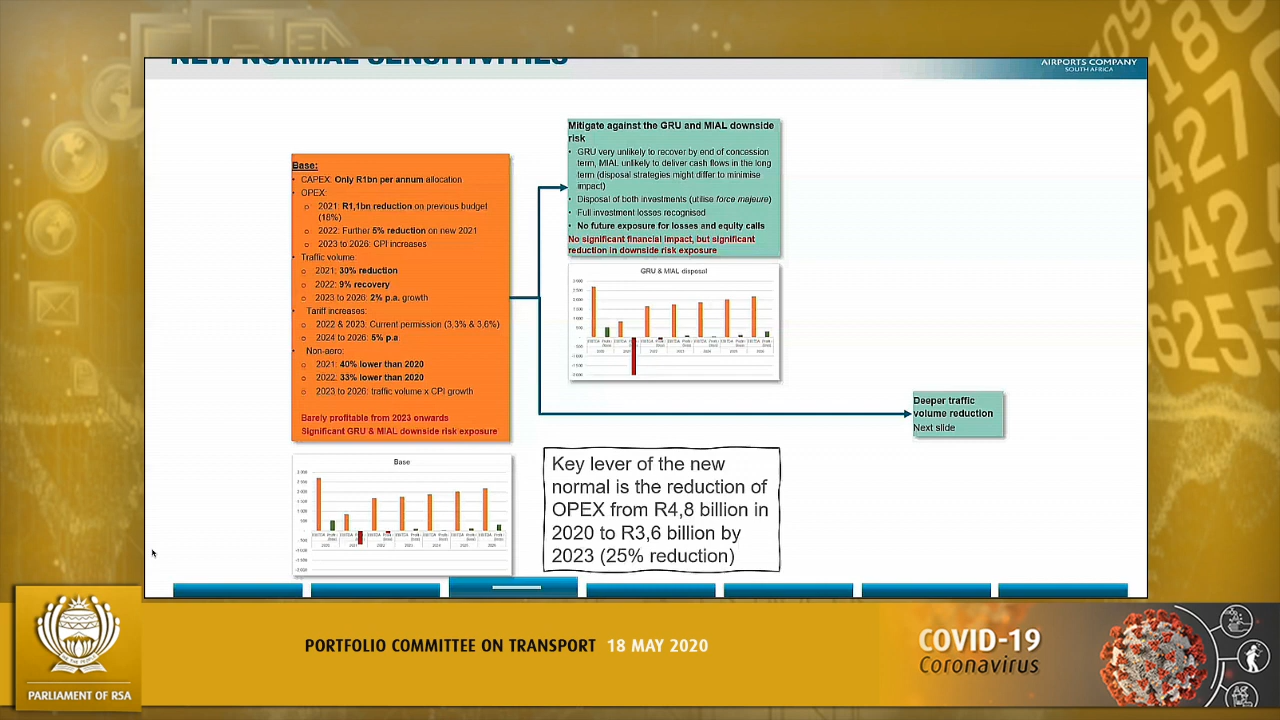 NEW NORMAL SENSITIVITIES
AIRPORTS COMPANY
SOUTH AFRICA
Base:
• CAPEX: Only R1bn per annum allocation
• OPEX:
o 2021: R1,1bn reduction on previous budget
(18%)
o 2022: Further 5% reduction on new 2021
o 2023 to 2026: CPI increases
• Traffic volume:
o 2021: 30% reduction
o 2022: 9% recovery
o 2023 to 2026: 2% p.a. growth
• Tariff increases:
o 2022 & 2023: Current permission (3,3% & 3,6%)
o 2024 to 2026: 5% p.a
• Non-aero:
o 2021: 40% lower than 2020
o 2022: 33% lower than 2020
o 2023 to 2026: traffic volume x CPI growth
Barely profitable from 2023 onwards
Significant GRU & MIAL downside risk exposure
Base
Mitigate against the GRU and MIAL downside
risk
• GRU very unlikely to recover by end of concession
term, MIAL unlikely to deliver cash flows in the long
term (disposal strategies might differ to minimise
impact)
• Disposal of both investments (utilise force majeure)
• Full investment losses recognised
• No future exposure for losses and equity calls
No significant financial impact, but significant
reduction in downside risk exposure
GRU & MIAL disposal
Key lever of the new
normal is the reduction of
OPEX from R4,8 billion in
2020 to R3,6 billion by
2023 (25% reduction)
Deeper traffic
volume reduction
Next slide
PARLIAMENT OF RSA
PORTFOLIO COMMITTEE ON TRANSPORT 18 MAY 2020
COVID-19
Coronavirus